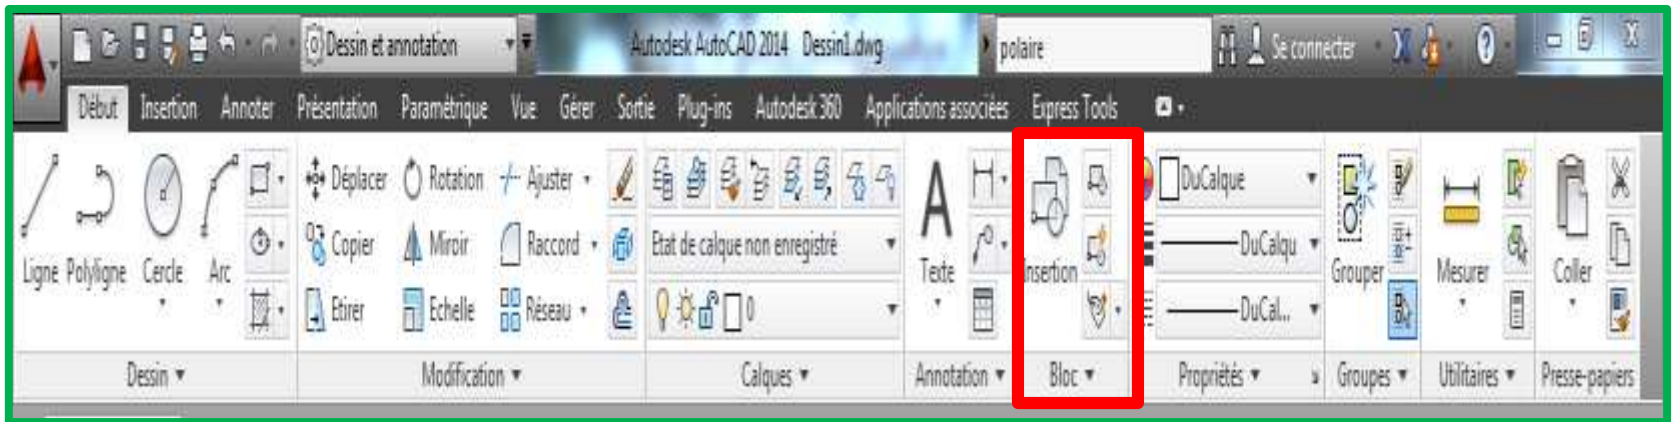 Dessin et annotation Autodesk AutoCAD 2014 Dessin1.dwg polaire Se connecter
Début Insertion Annoter Présentation Paramétrique Vue Gérer Sortie Plug-ins Autodesk 360 Applications associées Express Tools
Déplacer Rotation Ajuster DuCalque
Copier Miroir Raccord Etat de calque non enregistré DuCalqu
Ligne Polyligne Cercle Arc Texte Insertion Grouper Mesurer Coller
Etirer Echelle Réseau 0 DuCal...
Dessin Modification Calques Annotation Bloc Propriétés Groupes Utilitaires Presse-papiers